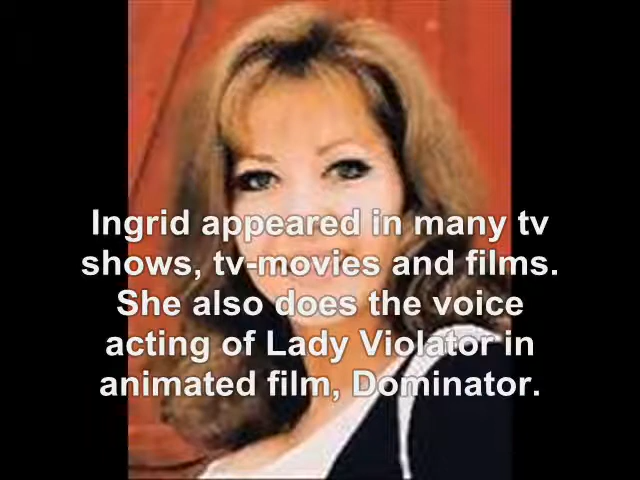 Ingrid appeared in many tv
shows, tv-movies and films.
She also does the voice
acting of Lady Violator in
animated film, Dominator.